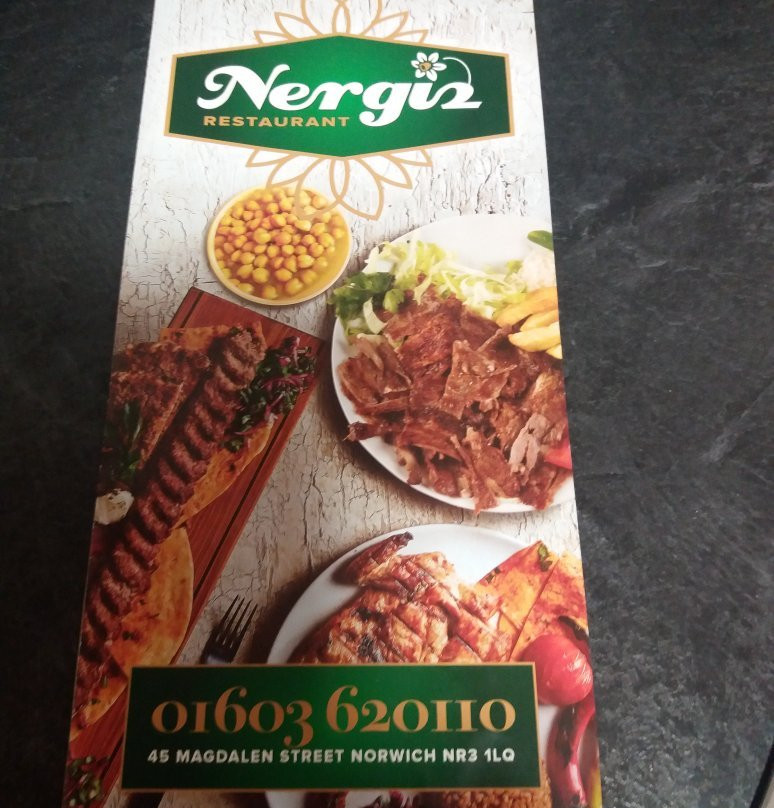 Nergiz
RESTAURANT
01603 620110
45 MAGDALEN STREET NORWICH NR3 1LQ